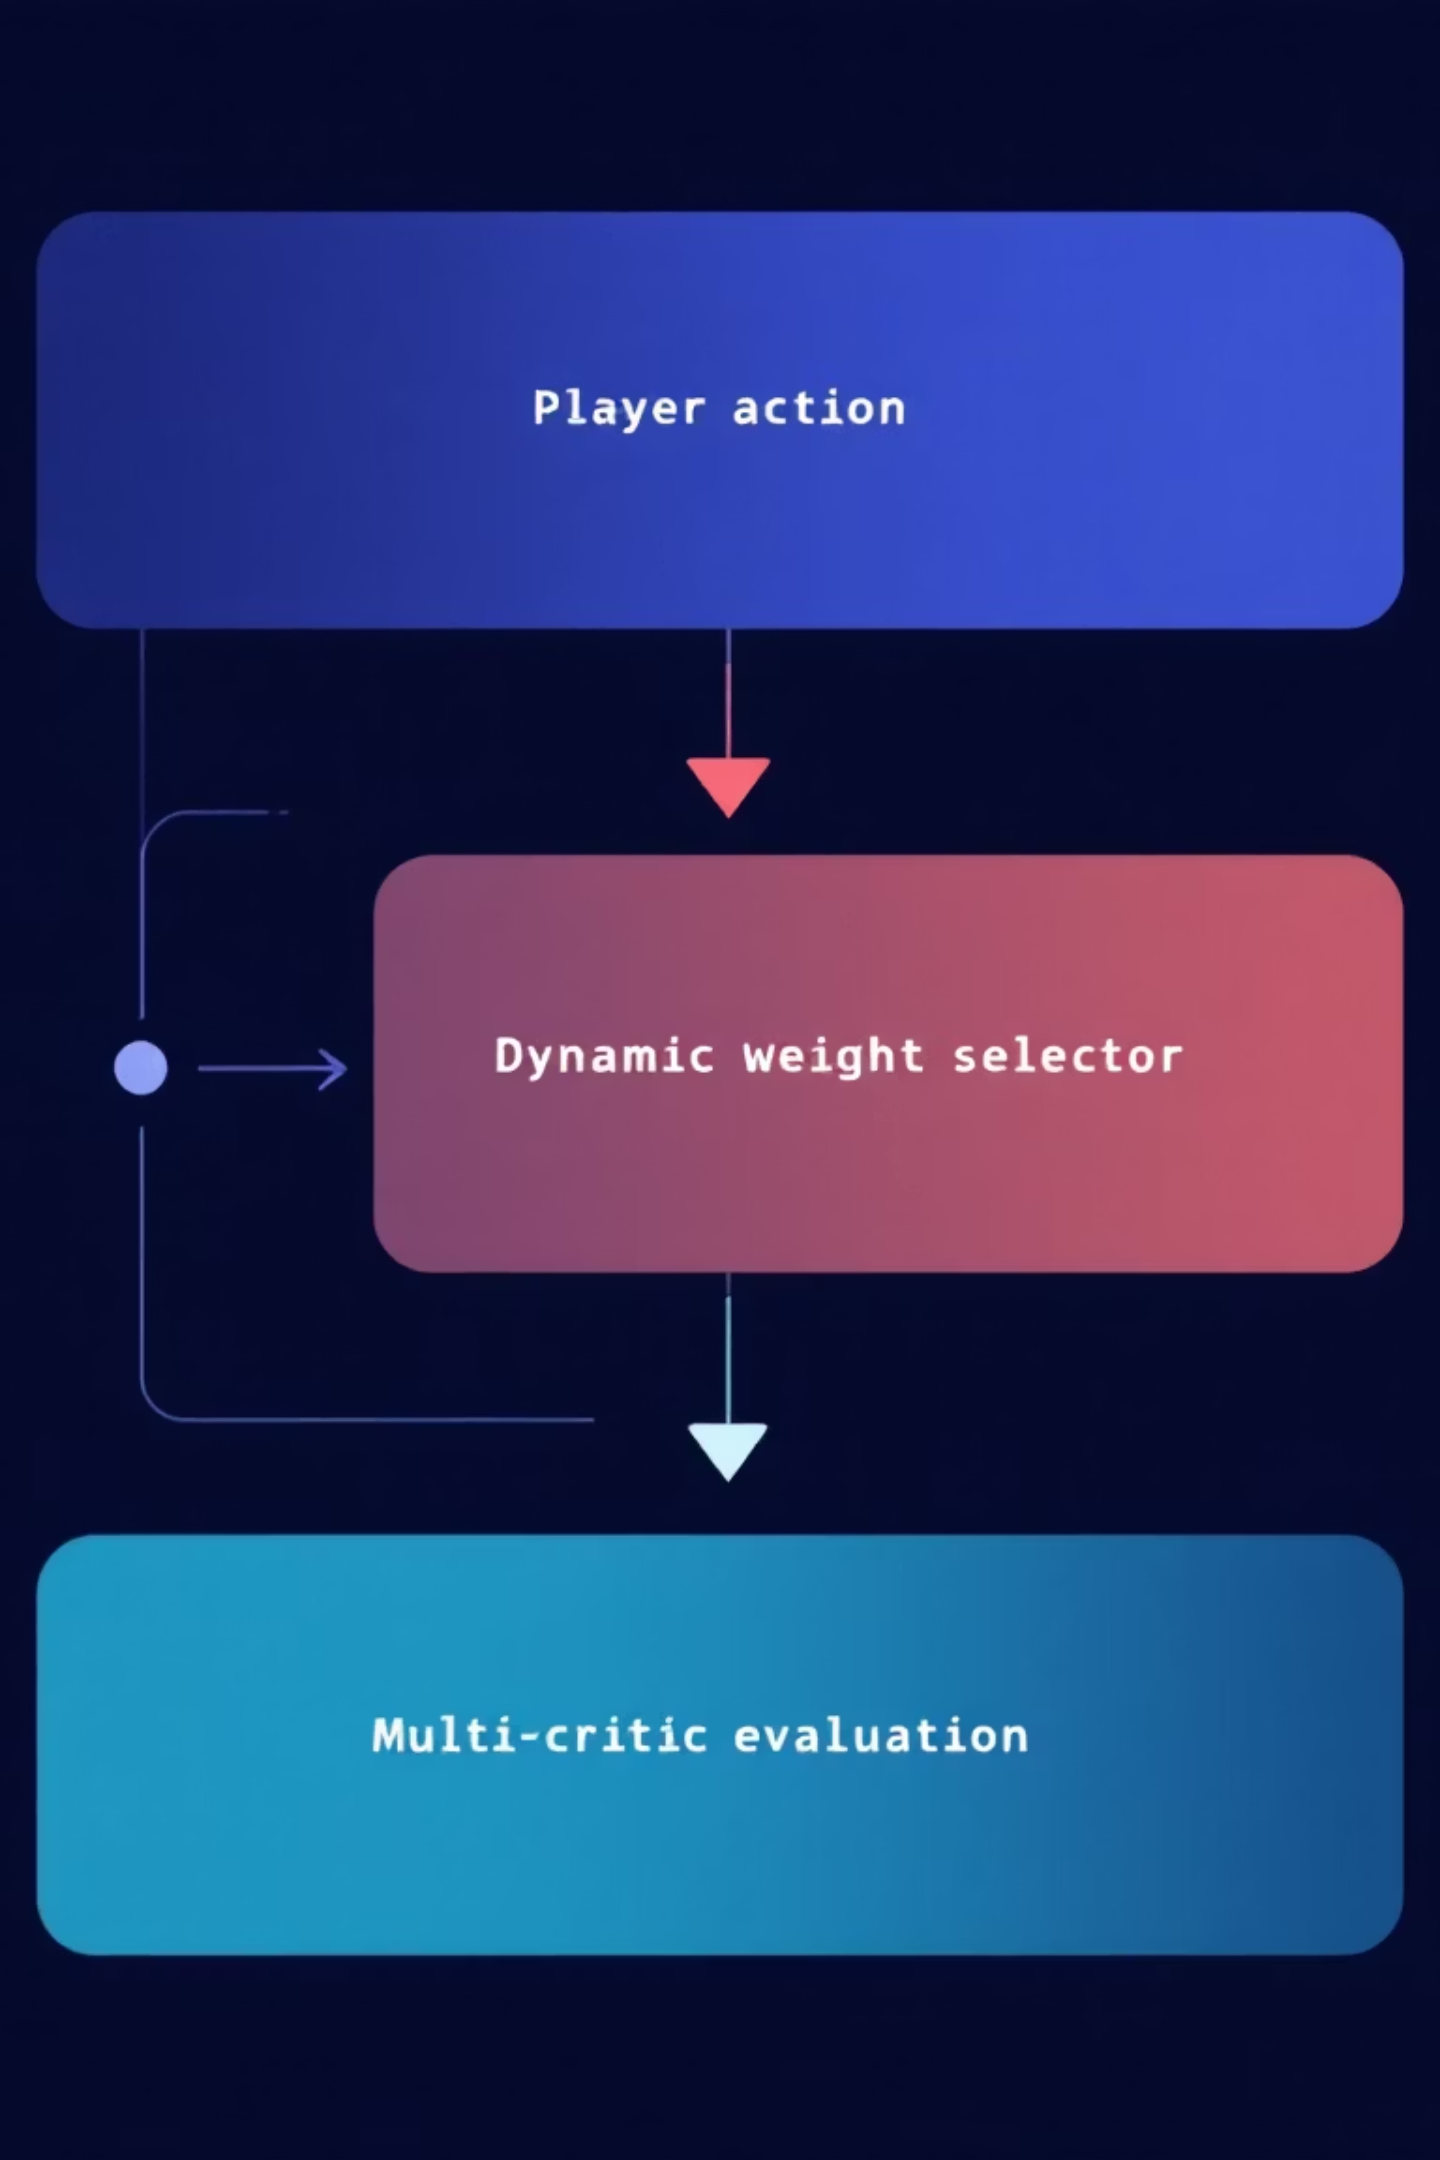 Player action
Dynamic weight selector
Multi-critic evaluation